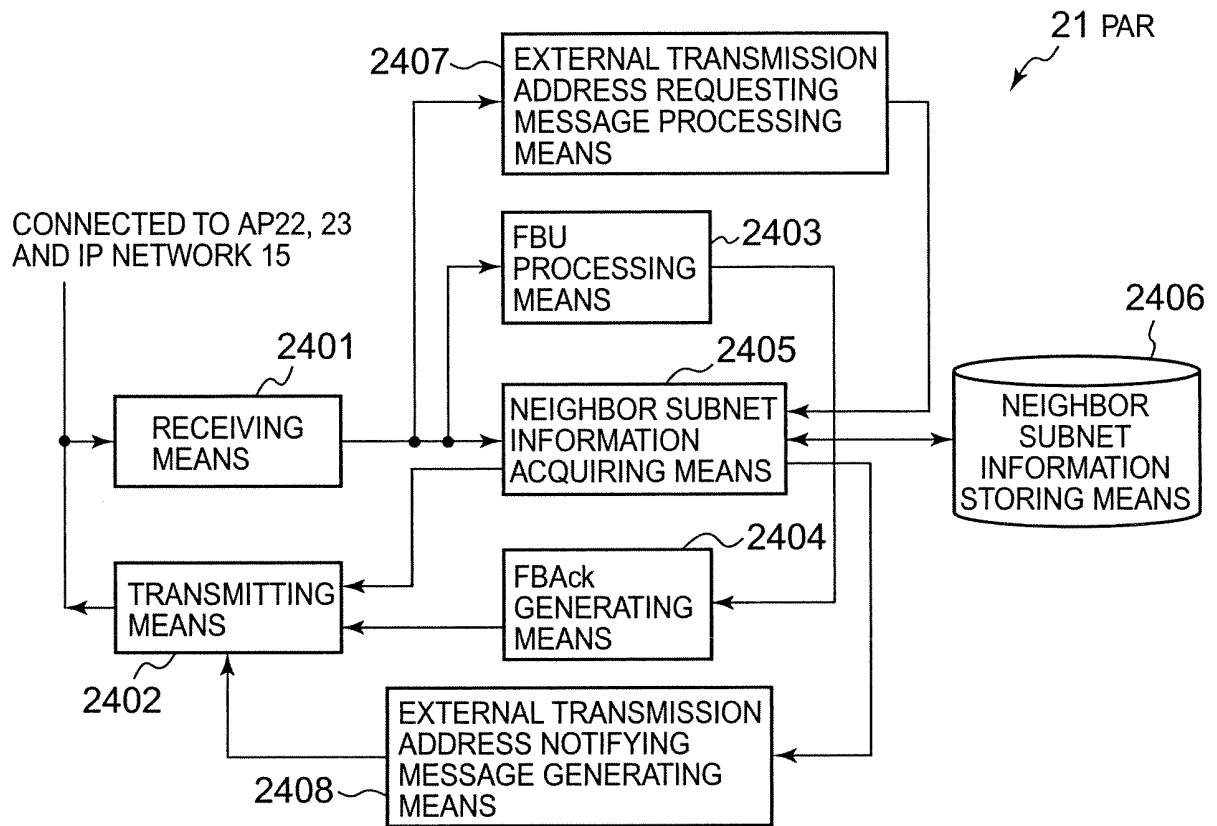 21 PAR
2407
EXTERNAL TRANSMISSION
ADDRESS REQUESTING
MESSAGE PROCESSING
MEANS
CONNECTED TO AP22, 23
AND IP NETWORK 15
FBU
PROCESSING
MEANS
2403
2406
2401
2405
RECEIVING
MEANS
NEIGHBOR SUBNET
INFORMATION
ACQUIRING MEANS
NEIGHBOR
SUBNET
INFORMATION
STORING MEANS
2404
TRANSMITTING
MEANS
FBAck
GENERATING
MEANS
2402
EXTERNAL TRANSMISSION
ADDRESS NOTIFYING
MESSAGE GENERATING
MEANS
2408